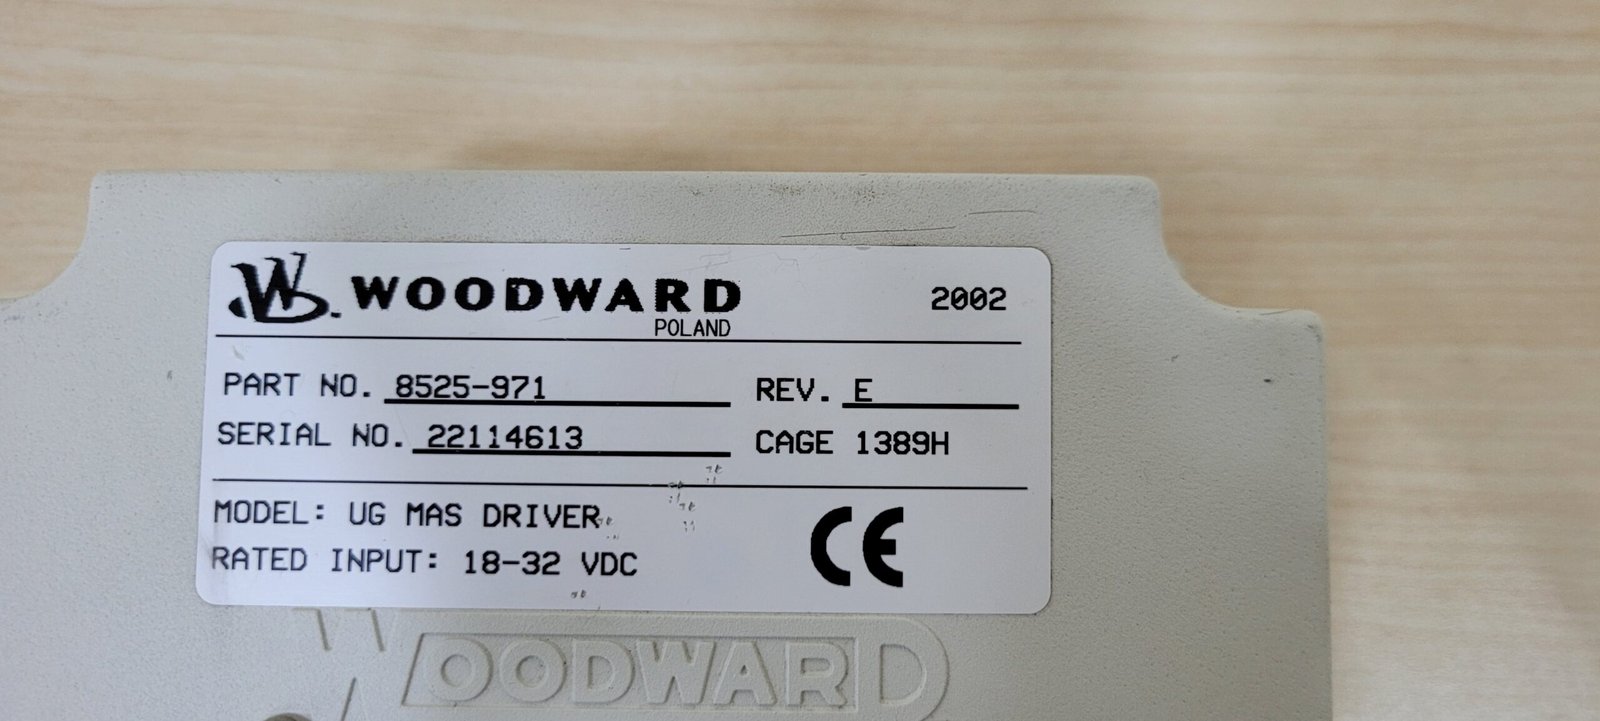 WOODWARD 2002
POLAND
PART NO. 8525-971 REV. E
SERIAL NO. 22114613 CAGE 1389H
MODEL: UG MAS DRIVER
RATED INPUT: 18-32 VDC CE
WOODWARD